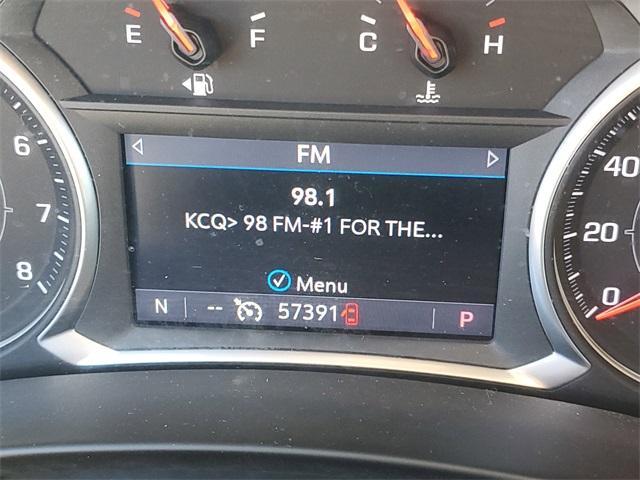 E F
C H
FM
98.1
KCQ> 98 FM-#1 FOR THE...
Menu
N -- 57391 P
6
7
8
40
20
0